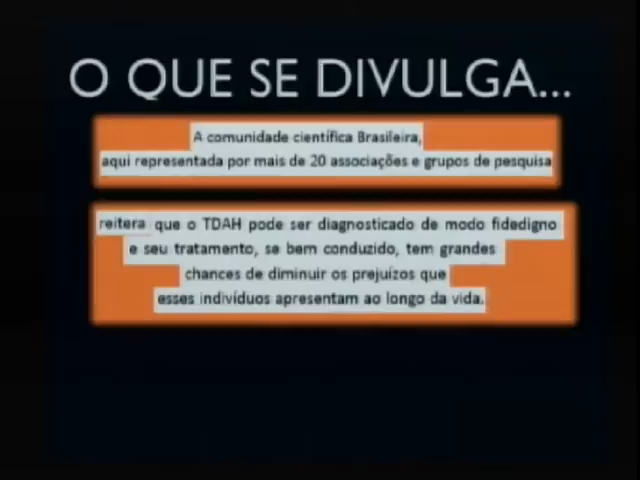 O QUE SE DIVULGA...
A comunidade científica Brasileira,
aqui representada por mais de 20 associações e grupos de pesquisa
reitera que o TDAH pode ser diagnosticado de modo fidedigno
e seu tratamento, se bem conduzido, tem grandes
chances de diminuir os prejuízos que
esses indivíduos apresentam ao longo da vida.